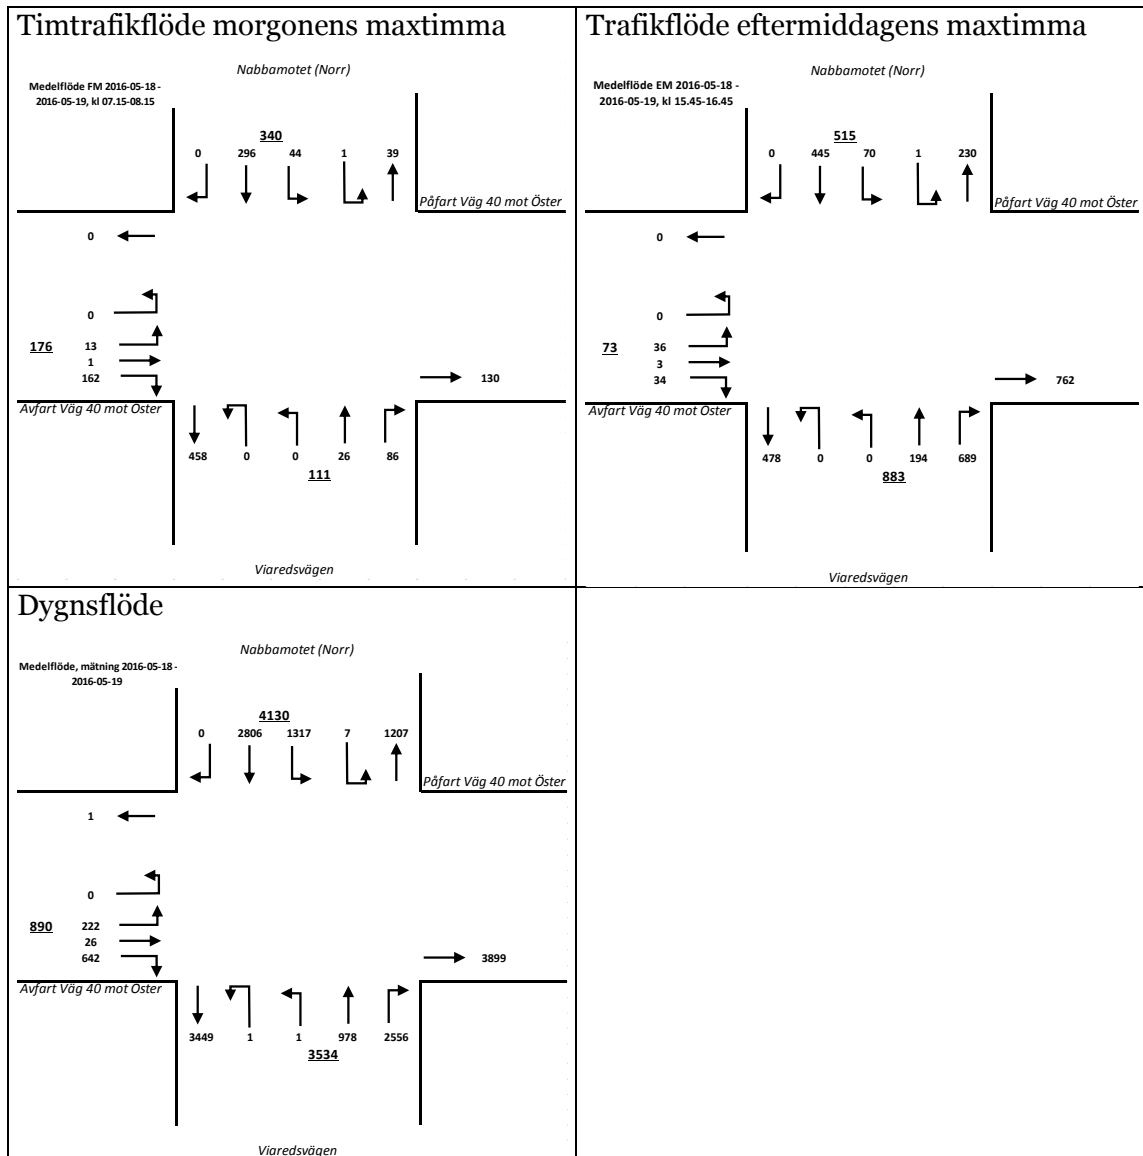 Timtrafikflöde morgonens maxtimma
Nabbamotet (Norr)
Medelflöde FM 2016-05-18 -
2016-05-19, kl 07.15-08.15
340
0 296 44 1 39
Påfart Väg 40 mot Öster
0
0
176 13
1
162
130
Avfart Väg 40 mot Öster
458 0 0 26 86
111
Viaredsvägen
Trafikflöde eftermiddagens maxtimma
Nabbamotet (Norr)
Medelflöde EM 2016-05-18 -
2016-05-19, kl 15.45-16.45
515
0 445 70 1 230
Påfart Väg 40 mot Öster
0
0
73 36
3
34
762
Avfart Väg 40 mot Öster
478 0 0 194 689
883
Viaredsvägen
Dygnsflöde
Nabbamotet (Norr)
Medelflöde, mätning 2016-05-18 -
2016-05-19
4130
0 2806 1317 7 1207
Påfart Väg 40 mot Öster
1
0
890 222
26
642
3899
Avfart Väg 40 mot Öster
3449 1 1 978 2556
3534
Viaredsvägen